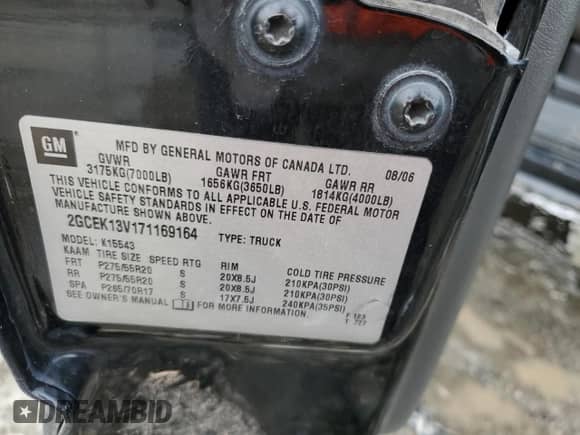 GM
MFD BY GENERAL MOTORS OF CANADA LTD. 08/06
GVWR GAWR FRT GAWR RR
3175KG(7000LB) 1656KG(3650LB) 1814KG(4000LB)
THIS VEHICLE CONFORMS TO ALL APPLICABLE U.S. FEDERAL MOTOR
VEHICLE SAFETY STANDARDS IN EFFECT ON THE DATE OF
MANUFACTURE SHOWN ABOVE.
2GCEK13V171169164 TYPE: TRUCK
MODEL: K15543
KAAM TIRE SIZE SPEED RTG RIM COLD TIRE PRESSURE
FRT P275/55R20 S 20X8.5J 210KPA(30PSI)
RR P275/55R20 S 20X8.5J 210KPA(30PSI)
SPA P265/70R17 S 17X7.5J 240KPA(35PSI)
SEE OWNER'S MANUAL FOR MORE INFORMATION.
DREAMBID